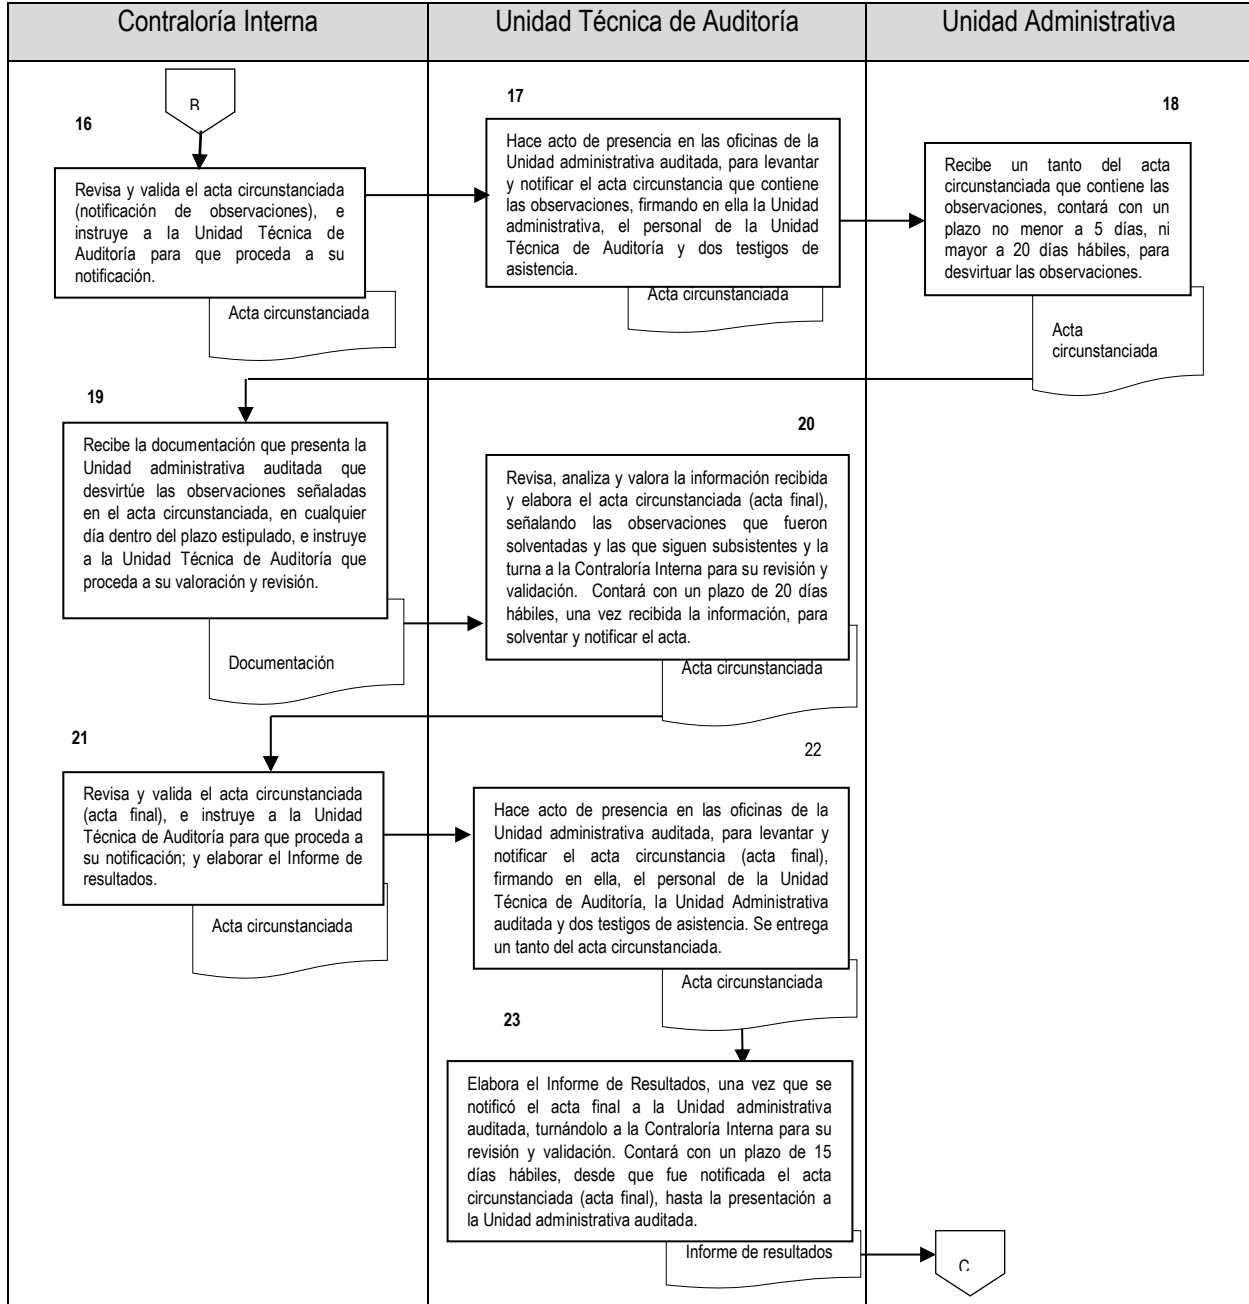 Contraloría Interna
Unidad Técnica de Auditoría
Unidad Administrativa
B
16
Revisa y valida el acta circunstanciada
(notificación de observaciones), e
instruye a la Unidad Técnica de
Auditoría para que proceda a su
notificación.
Acta circunstanciada
17
Hace acto de presencia en las oficinas de la
Unidad administrativa auditada, para levantar
y notificar el acta circunstancia que contiene
las observaciones, firmando en ella la Unidad
administrativa, el personal de la Unidad
Técnica de Auditoría y dos testigos de
asistencia.
Acta circunstanciada
18
Recibe un tanto del acta
circunstanciada que contiene las
observaciones, contará con un
plazo no menor a 5 días, ni
mayor a 20 días hábiles, para
desvirtuar las observaciones.
Acta
circunstanciada
19
Recibe la documentación que presenta la
Unidad administrativa auditada que
desvirtúe las observaciones señaladas
en el acta circunstanciada, en cualquier
día dentro del plazo estipulado, e instruye
a la Unidad Técnica de Auditoría que
proceda a su valoración y revisión.
Documentación
20
Revisa, analiza y valora la información recibida
y elabora el acta circunstanciada (acta final),
señalando las observaciones que fueron
solventadas y las que siguen subsistentes y la
turna a la Contraloría Interna para su revisión y
validación. Contará con un plazo de 20 días
hábiles, una vez recibida la información, para
solventar y notificar el acta.
Acta circunstanciada
21
Revisa y valida el acta circunstanciada
(acta final), e instruye a la Unidad
Técnica de Auditoría para que proceda a
su notificación; y elaborar el Informe de
resultados.
Acta circunstanciada
22
Hace acto de presencia en las oficinas de la
Unidad administrativa auditada, para levantar y
notificar el acta circunstancia (acta final),
firmando en ella, el personal de la Unidad
Técnica de Auditoría, la Unidad Administrativa
auditada y dos testigos de asistencia. Se entrega
un tanto del acta circunstanciada.
Acta circunstanciada
23
Elabora el Informe de Resultados, una vez que se
notificó el acta final a la Unidad administrativa
auditada, turnándolo a la Contraloría Interna para su
revisión y validación. Contará con un plazo de 15
días hábiles, desde que fue notificada el acta
circunstanciada (acta final), hasta la presentación a
la Unidad administrativa auditada.
Informe de resultados
C